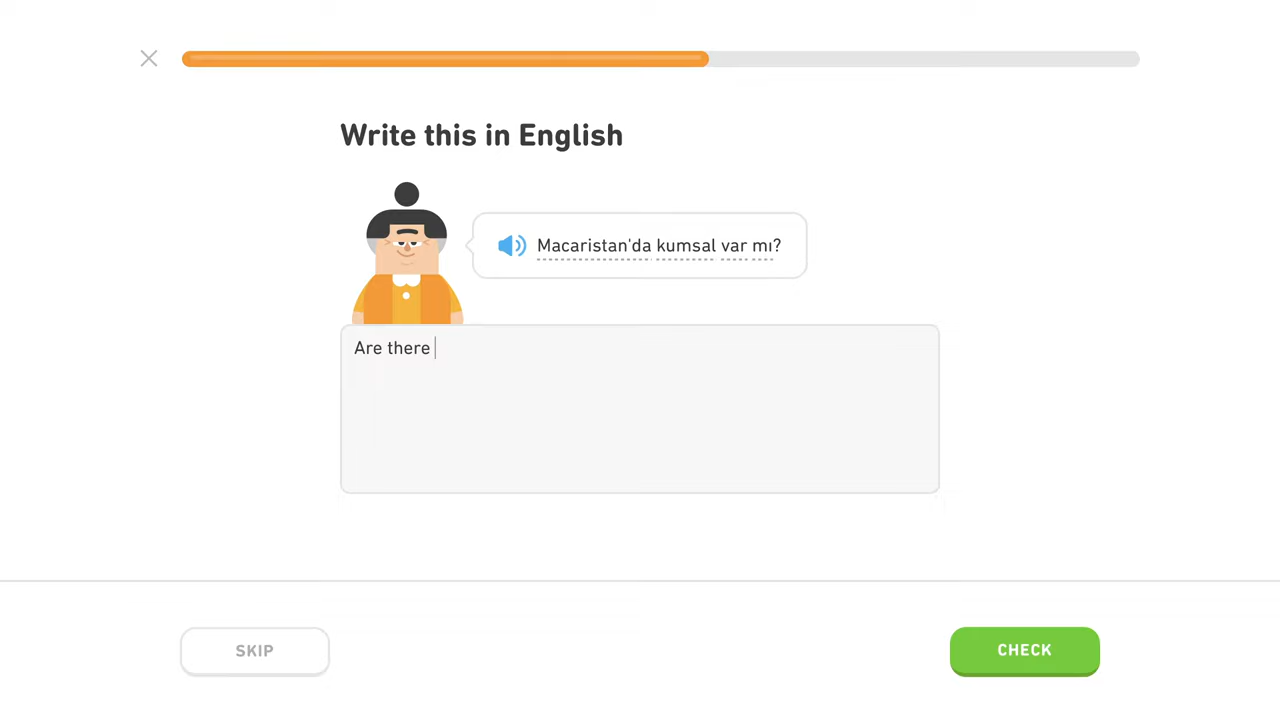 Write this in English
Macaristan'da kumsal var mı?
Are there
SKIP
CHECK